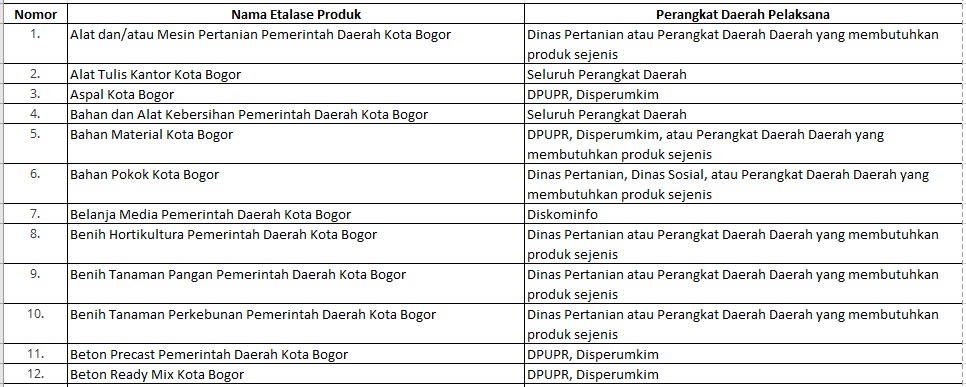 Nomor Nama Etalase Produk Perangkat Daerah Pelaksana
1. Alat dan/atau Mesin Pertanian Pemerintah Daerah Kota Bogor Dinas Pertanian atau Perangkat Daerah Daerah yang membutuhkan
produk sejenis
2. Alat Tulis Kantor Kota Bogor Seluruh Perangkat Daerah
3. Aspal Kota Bogor DPUPR, Disperumkim
4. Bahan dan Alat Kebersihan Pemerintah Daerah Kota Bogor Seluruh Perangkat Daerah
5. Bahan Material Kota Bogor DPUPR, Disperumkim, atau Perangkat Daerah Daerah yang
membutuhkan produk sejenis
6. Bahan Pokok Kota Bogor Dinas Pertanian, Dinas Sosial, atau Perangkat Daerah Daerah yang
membutuhkan produk sejenis
7. Belanja Media Pemerintah Daerah Kota Bogor Diskominfo
8. Benih Hortikultura Pemerintah Daerah Kota Bogor Dinas Pertanian atau Perangkat Daerah Daerah yang membutuhkan
produk sejenis
9. Benih Tanaman Pangan Pemerintah Daerah Kota Bogor Dinas Pertanian atau Perangkat Daerah Daerah yang membutuhkan
produk sejenis
10. Benih Tanaman Perkebunan Pemerintah Daerah Kota Bogor Dinas Pertanian atau Perangkat Daerah Daerah yang membutuhkan
produk sejenis
11. Beton Precast Pemerintah Daerah Kota Bogor DPUPR, Disperumkim
12. Beton Ready Mix Kota Bogor DPUPR, Disperumkim